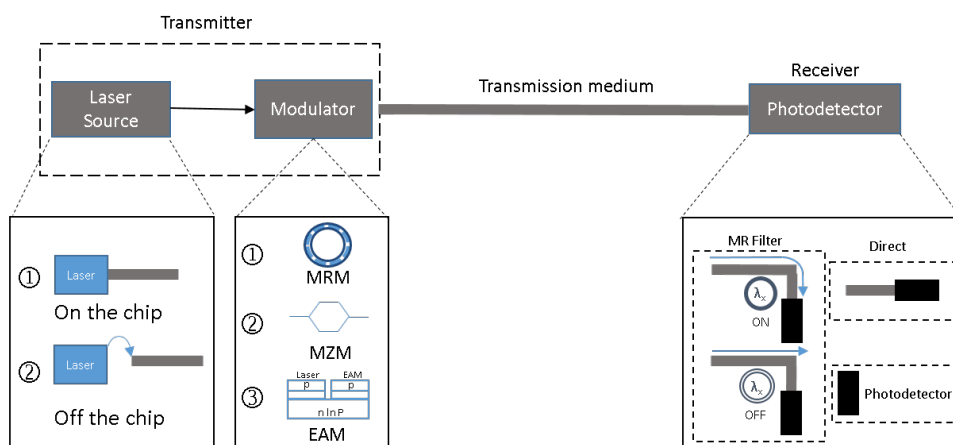 Transmitter
Laser
Source
Modulator
Transmission medium
Receiver
Photodetector
① Laser
On the chip
② Laser
Off the chip
①
MRM
②
MZM
③
Laser EAM
p p
n InP
EAM
MR Filter
λx
ON
λx
OFF
Direct
Photodetector